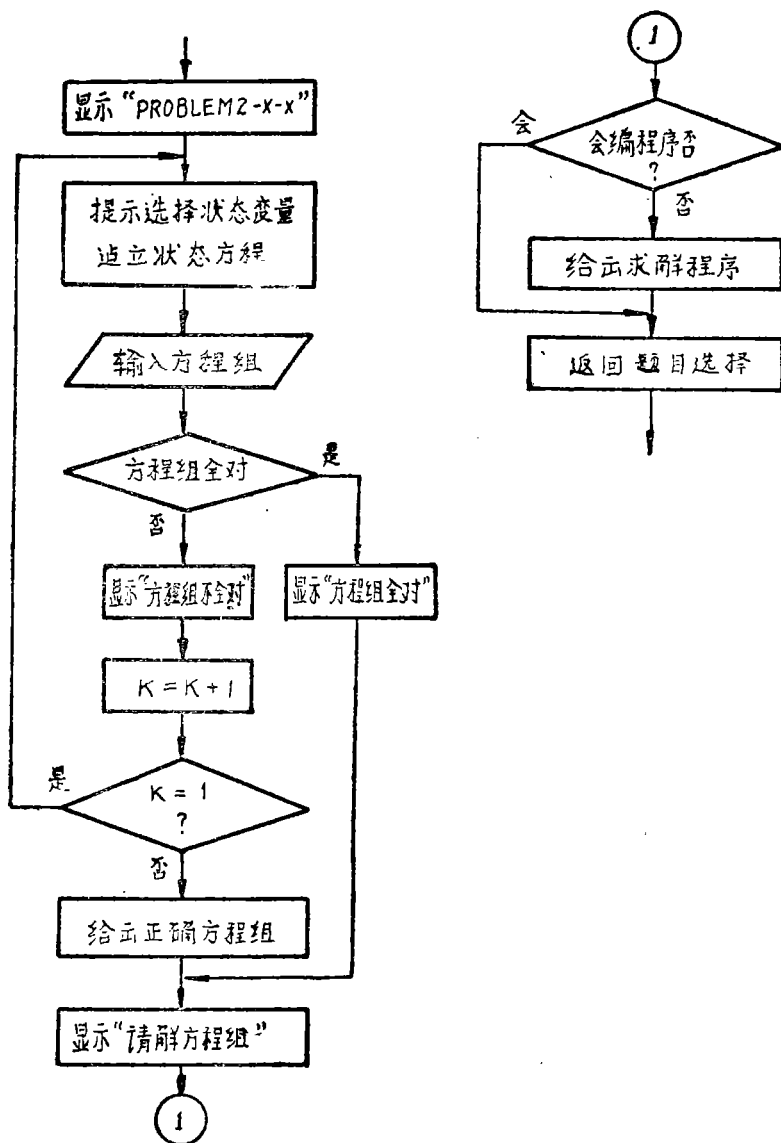 显示“PROBLEM2-X-X”
提示选择状态变量
建立状态方程
输入方程组
方程组全对
是
否
显示“方程组不全对”
显示“方程组全对”
K = K + 1
是
K = 1
?
否
给出正确方程组
显示“请解方程组”
1
1
会
会编程序否
?
否
给出求解程序
返回题目选择